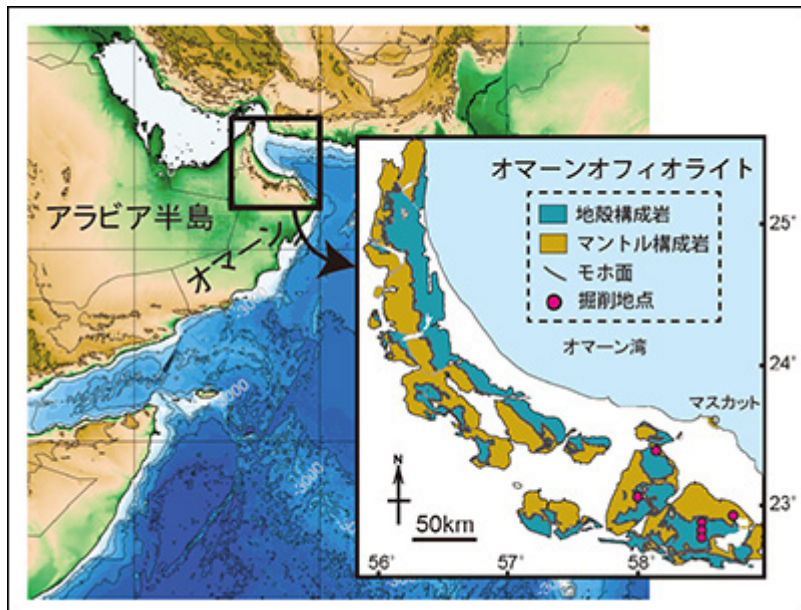 アラビア半島
オマーン
オマーンオフィオライト
地殻構成岩
マントル構成岩
モホ面
掘削地点
オマーン湾
マスカット
25°
24°
23°
N
50km
56°
57°
58°
-3000